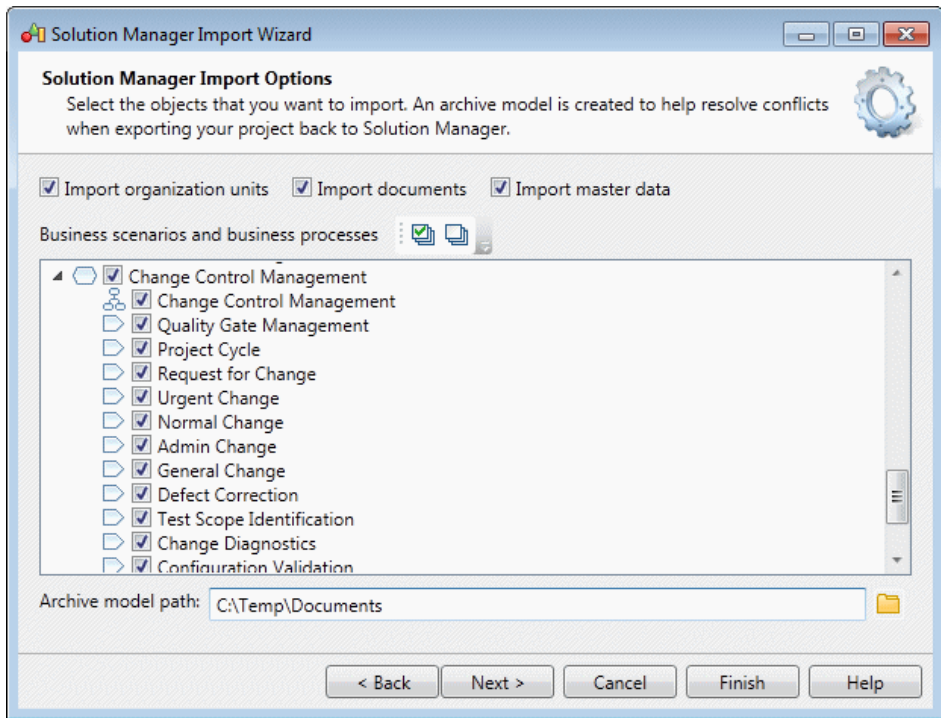 Solution Manager Import Wizard
Solution Manager Import Options
Select the objects that you want to import. An archive model is created to help resolve conflicts
when exporting your project back to Solution Manager.
Import organization units Import documents Import master data
Business scenarios and business processes
Change Control Management
Change Control Management
Quality Gate Management
Project Cycle
Request for Change
Urgent Change
Normal Change
Admin Change
General Change
Defect Correction
Test Scope Identification
Change Diagnostics
Configuration Validation
Archive model path: C:\Temp\Documents
< Back Next > Cancel Finish Help